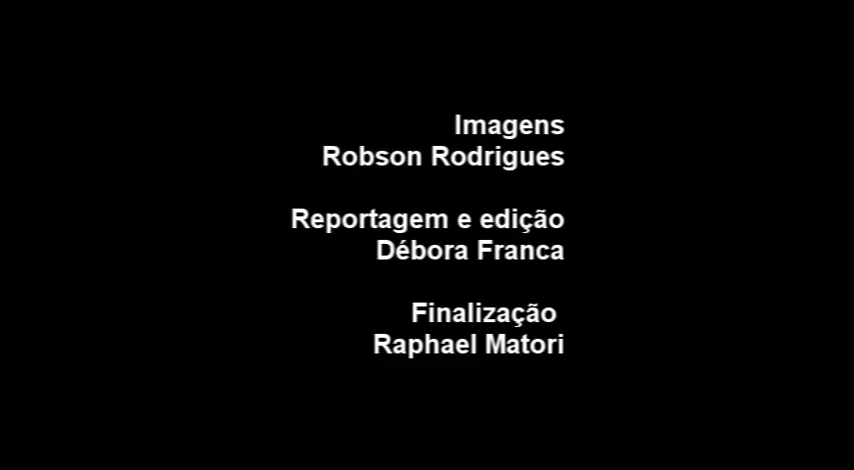 Imagens
Robson Rodrigues
Reportagem e edição
Débora Franca
Finalização
Raphael Matori